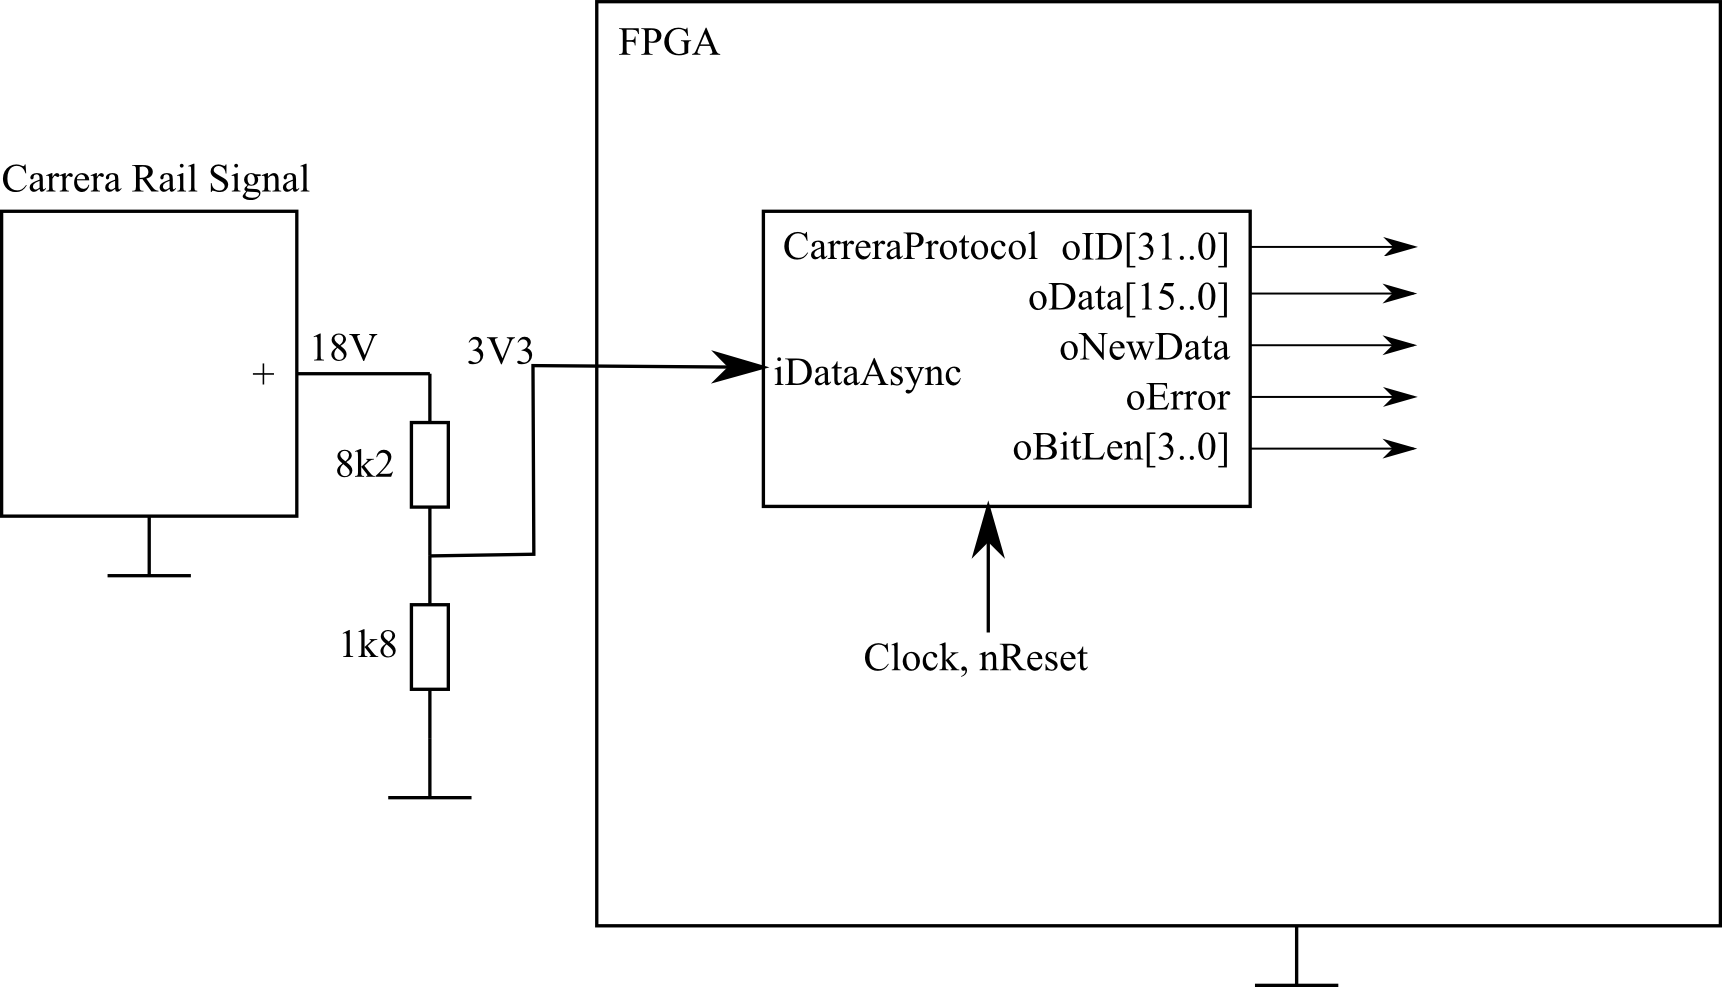 FPGA
Carrera Rail Signal
CarreraProtocol oID[31..0]
oData[15..0]
18V
3V3
oNewData
+
iDataAsync
oError
8k2
oBitLen[3..0]
1k8
Clock, nReset